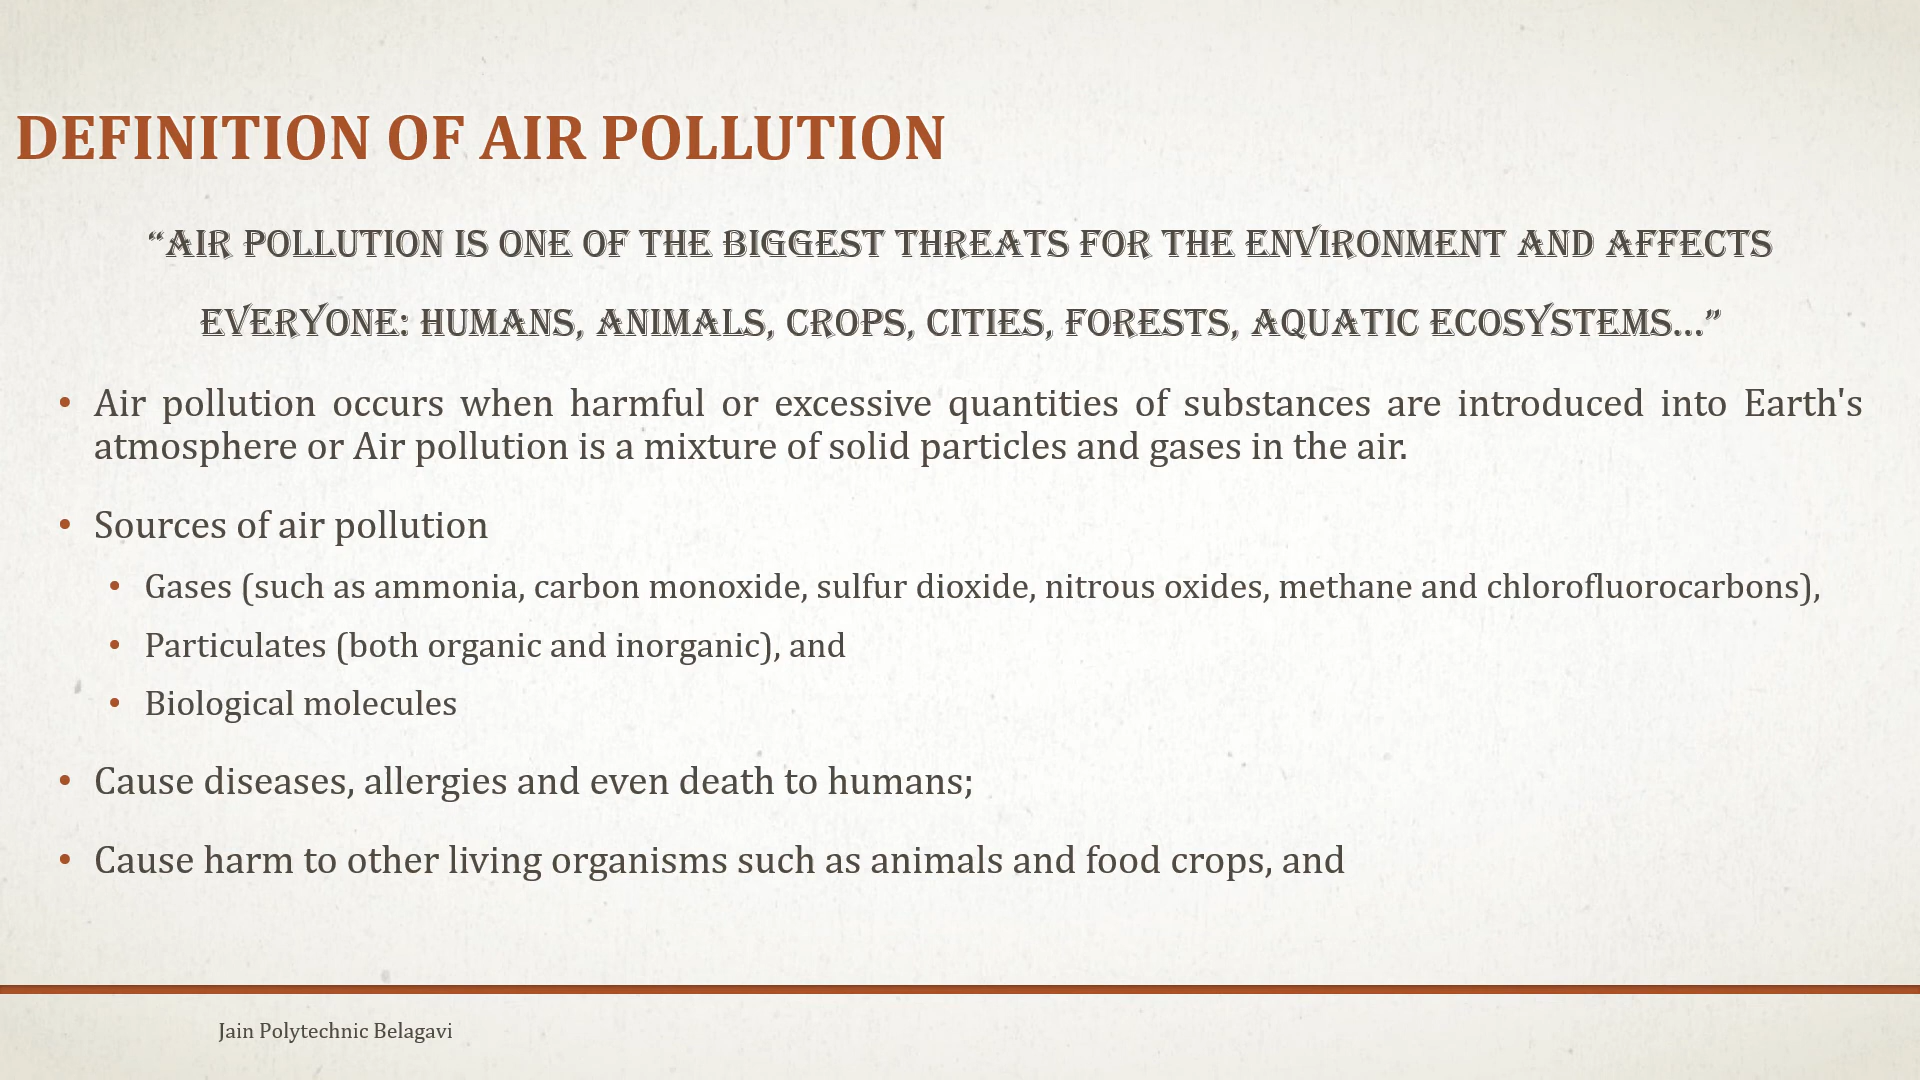 DEFINITION OF AIR POLLUTION
“AIR POLLUTION IS ONE OF THE BIGGEST THREATS FOR THE ENVIRONMENT AND AFFECTS
EVERYONE: HUMANS, ANIMALS, CROPS, CITIES, FORESTS, AQUATIC ECOSYSTEMS…”
• Air pollution occurs when harmful or excessive quantities of substances are introduced into Earth's
atmosphere or Air pollution is a mixture of solid particles and gases in the air.
• Sources of air pollution
• Gases (such as ammonia, carbon monoxide, sulfur dioxide, nitrous oxides, methane and chlorofluorocarbons),
• Particulates (both organic and inorganic), and
• Biological molecules
• Cause diseases, allergies and even death to humans;
• Cause harm to other living organisms such as animals and food crops, and
Jain Polytechnic Belagavi